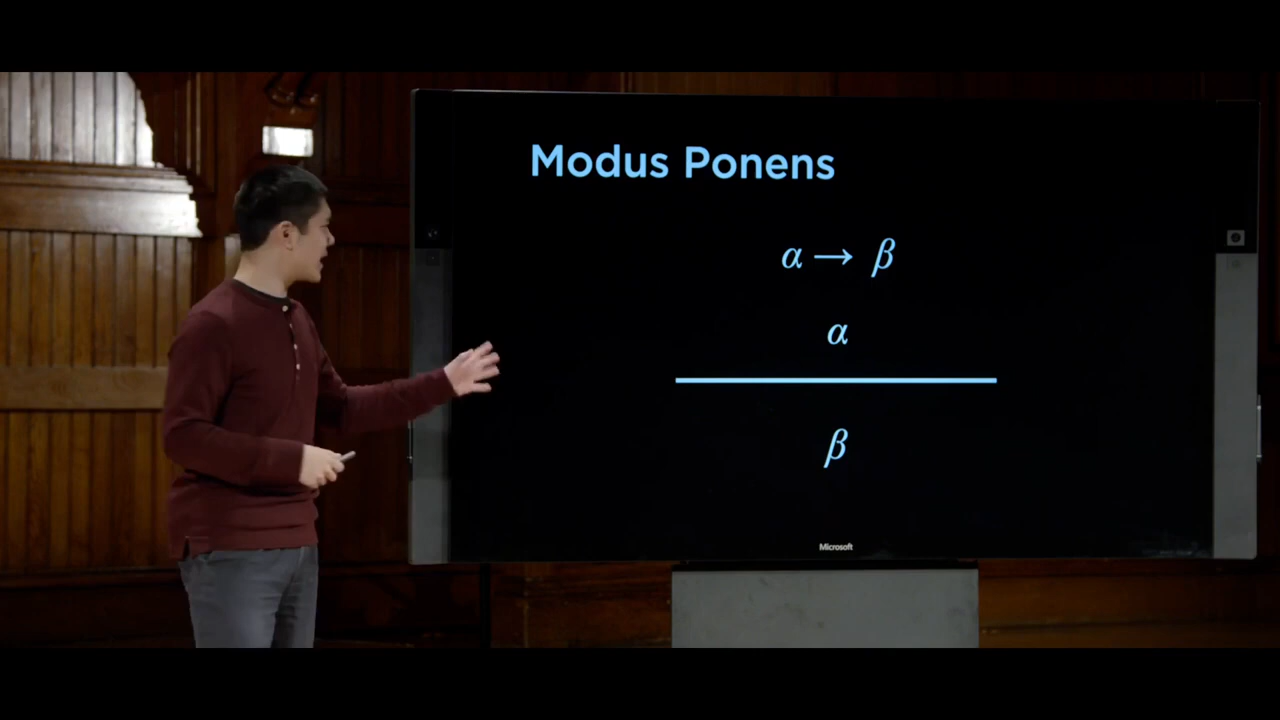 Modus Ponens
α → β
α
β
Microsoft